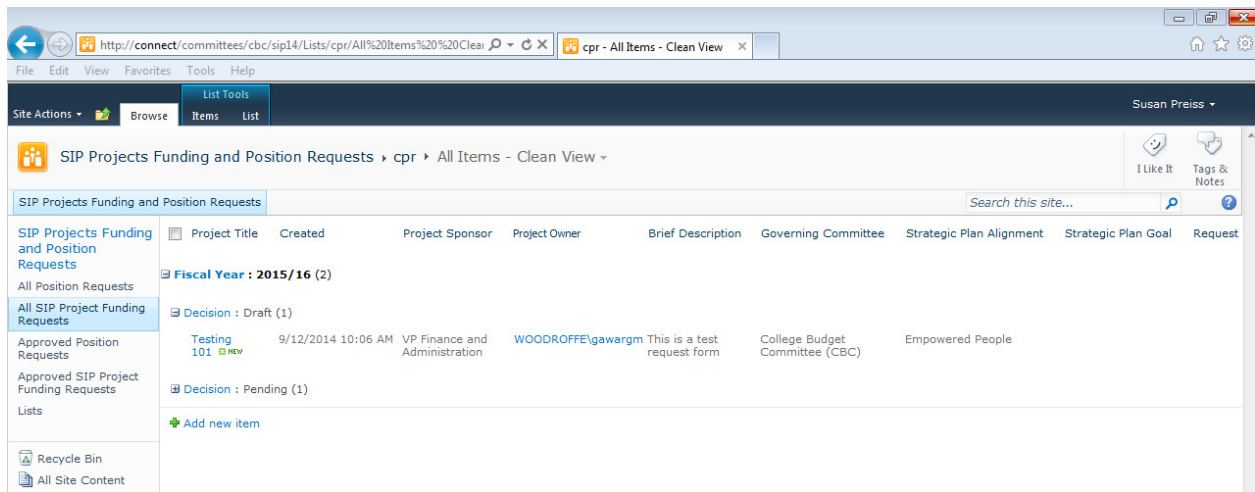 http://connect/committees/cbc/sip14/Lists/cpr/All%20Items%20%20Clear
cpr - All Items - Clean View
File Edit View Favorites Tools Help
List Tools
Site Actions
Browse
Items
List
Susan Preiss
SIP Projects Funding and Position Requests
cpr
All Items - Clean View
I Like It
Tags &
Notes
SIP Projects Funding and Position Requests
Search this site...
SIP Projects Funding
and Position
Requests
All Position Requests
All SIP Project Funding
Requests
Approved Position
Requests
Approved SIP Project
Funding Requests
Lists
Recycle Bin
All Site Content
Project Title Created Project Sponsor Project Owner Brief Description Governing Committee Strategic Plan Alignment Strategic Plan Goal Request
Fiscal Year : 2015/16 (2)
Decision : Draft (1)
Testing 9/12/2014 10:06 AM VP Finance and WOODROFFE\gawargm This is a test College Budget Empowered People
101 NEW Administration request form Committee (CBC)
Decision : Pending (1)
Add new item